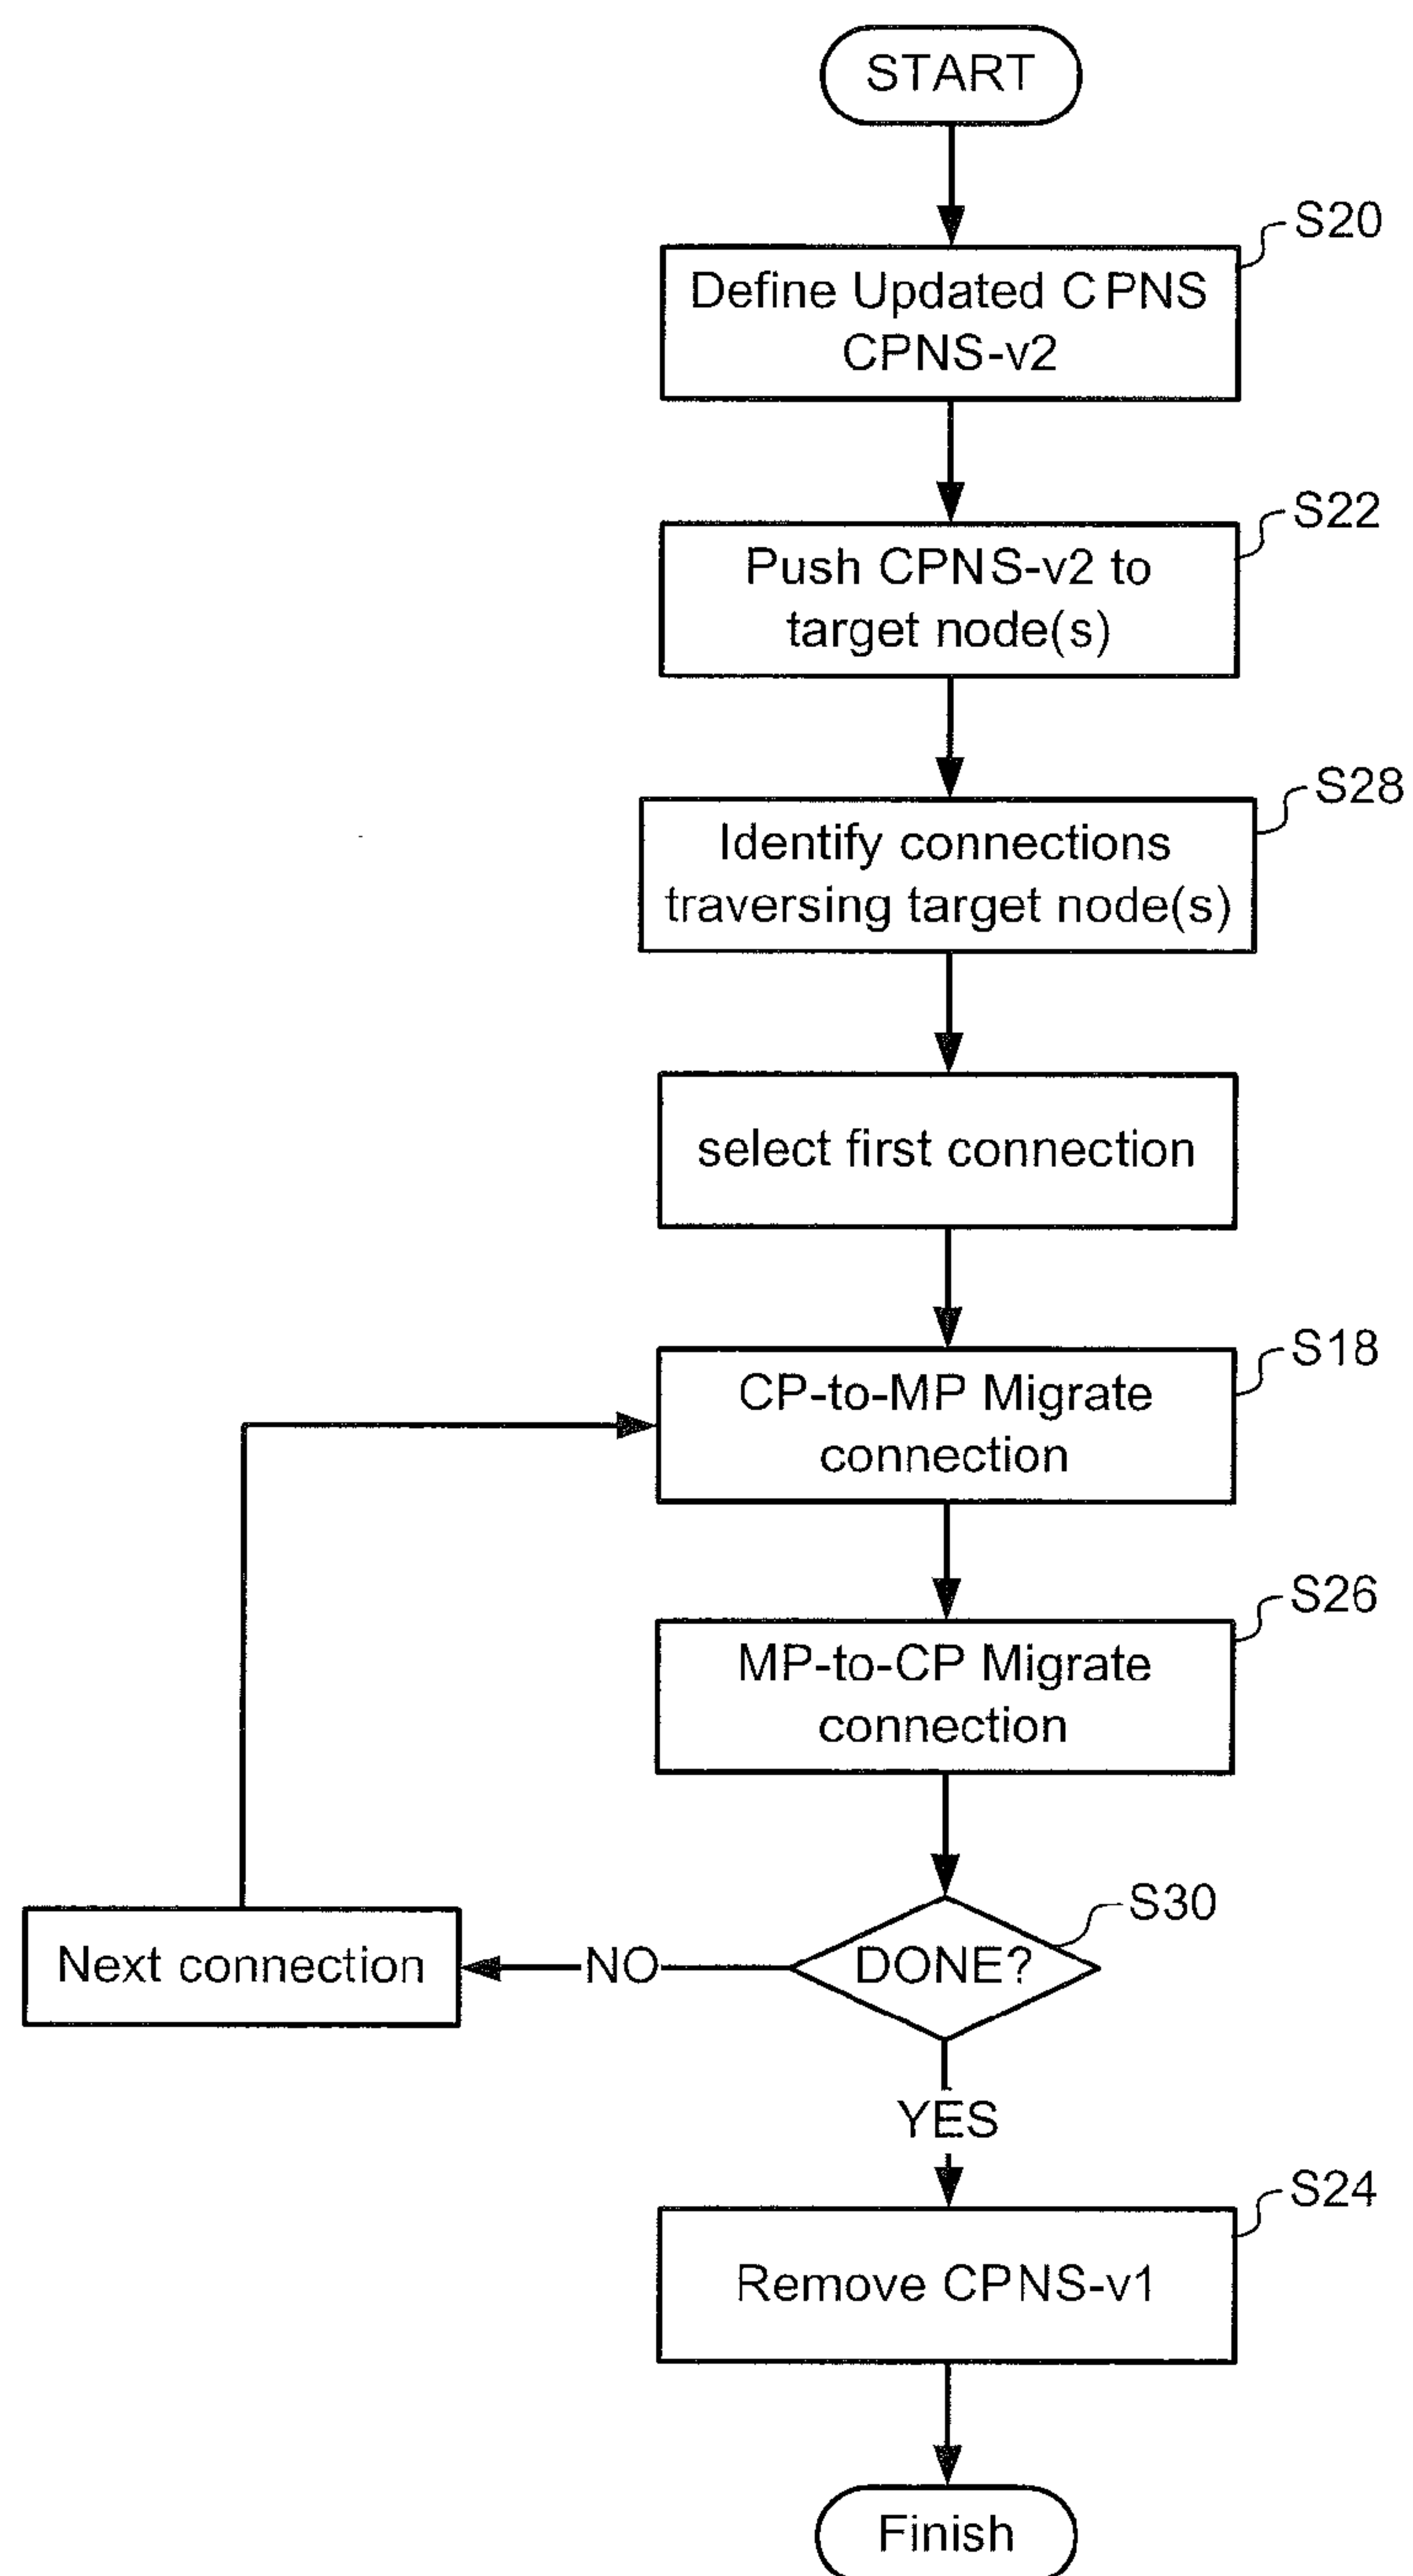 START
S20
Define Updated CPNS
CPNS-v2
S22
Push CPNS-v2 to
target node(s)
S28
Identify connections
traversing target node(s)
select first connection
S18
CP-to-MP Migrate
connection
S26
MP-to-CP Migrate
connection
S30
DONE?
NO
Next connection
YES
S24
Remove CPNS-v1
Finish